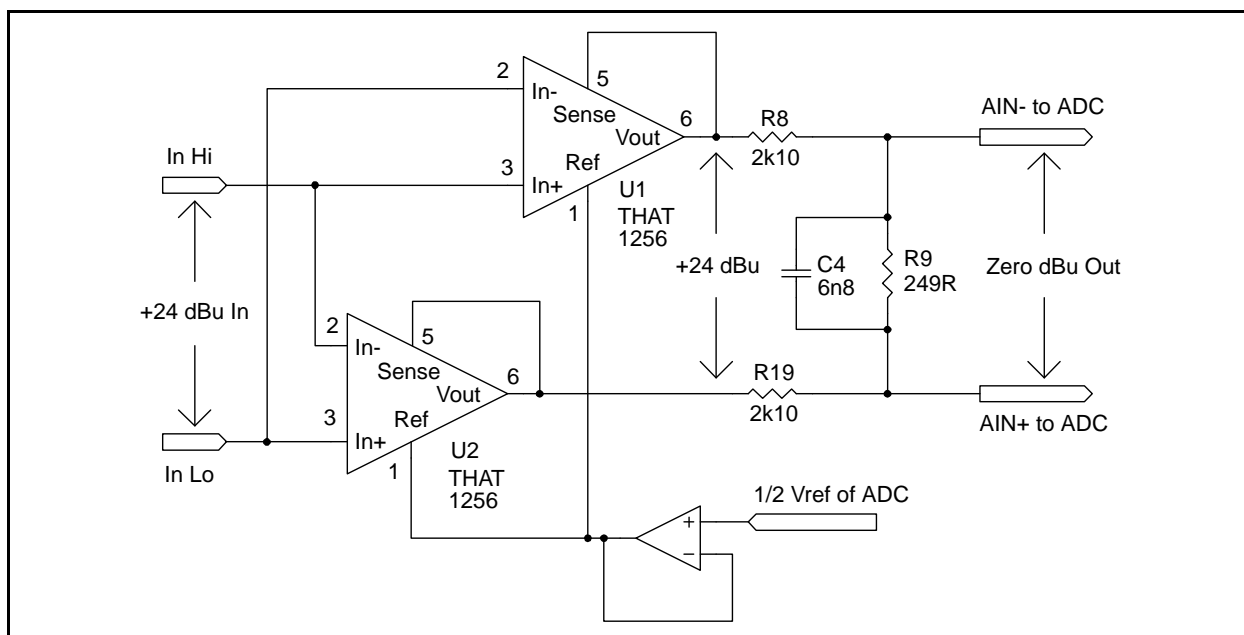 2
In-
5
Sense
Vout
6
Ref
3
In+
1
U1
THAT
1256
R8
2k10
AIN- to ADC
In Hi
+24 dBu In
In Lo
+24 dBu
C4
6n8
R9
249R
Zero dBu Out
2
In-
5
Sense
Vout
6
Ref
3
In+
1
U2
THAT
1256
R19
2k10
AIN+ to ADC
1/2 Vref of ADC
+
−